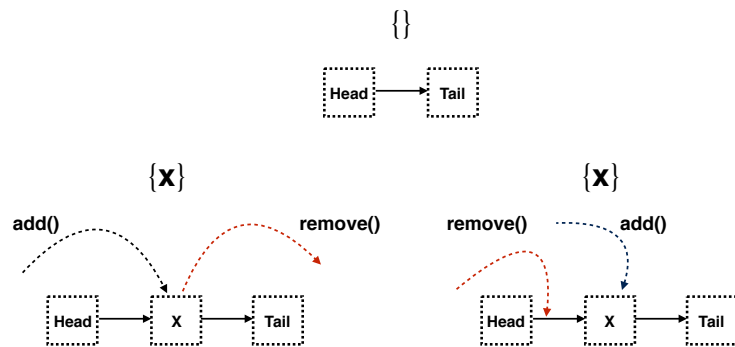 {}
Head Tail
{x} {x}
add() remove() remove() add()
Head X Tail Head X Tail